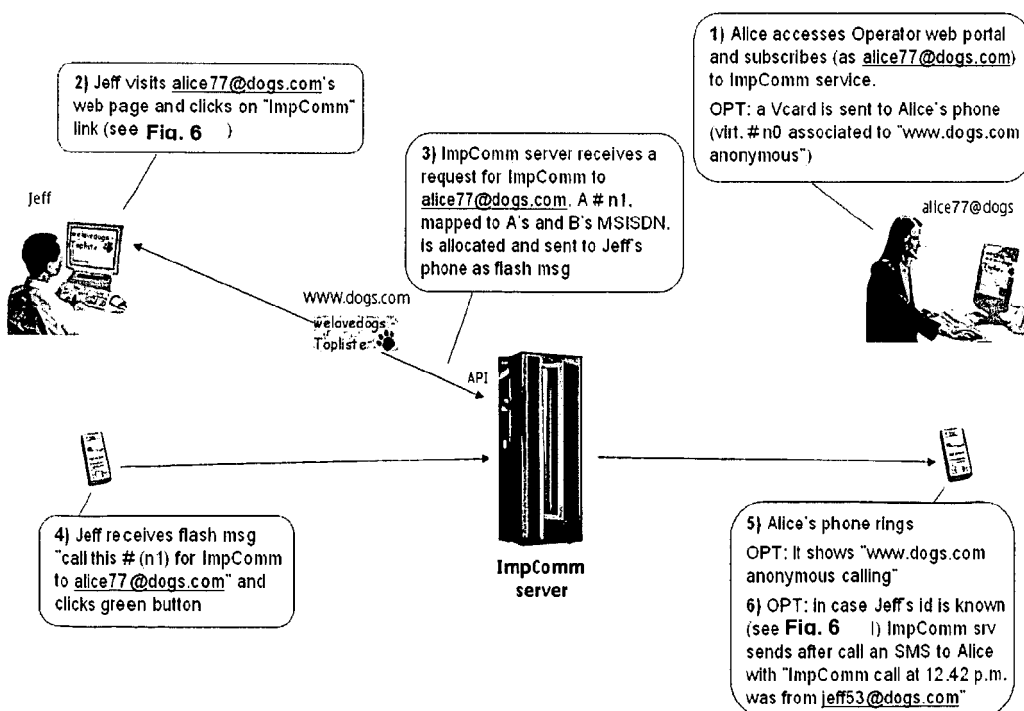 1) Alice accesses Operator web portal
and subscribes (as alice77@dogs.com)
to ImpComm service.
OPT: a Vcard is sent to Alice's phone
(virt. # n0 associated to "www.dogs.com
anonymous")
2) Jeff visits alice77@dogs.com's
web page and clicks on "ImpComm"
link (see Fig. 6 )
3) ImpComm server receives a
request for ImpComm to
alice77@dogs.com. A # n1,
mapped to A's and B's MSISDN,
is allocated and sent to Jeff's
phone as flash msg
Jeff
alice77@dogs
welovedogs
Topliste
WWW.dogs.com
welovedogs
Topliste
API
ImpComm
server
4) Jeff receives flash msg
"call this # (n1) for ImpComm
to alice77@dogs.com" and
clicks green button
5) Alice's phone rings
OPT: It shows "www.dogs.com
anonymous calling"
6) OPT: In case Jeff's id is known
(see Fig. 6 ) ImpComm srv
sends after call an SMS to Alice
with "ImpComm call at 12.42 p.m.
was from jeff53@dogs.com"